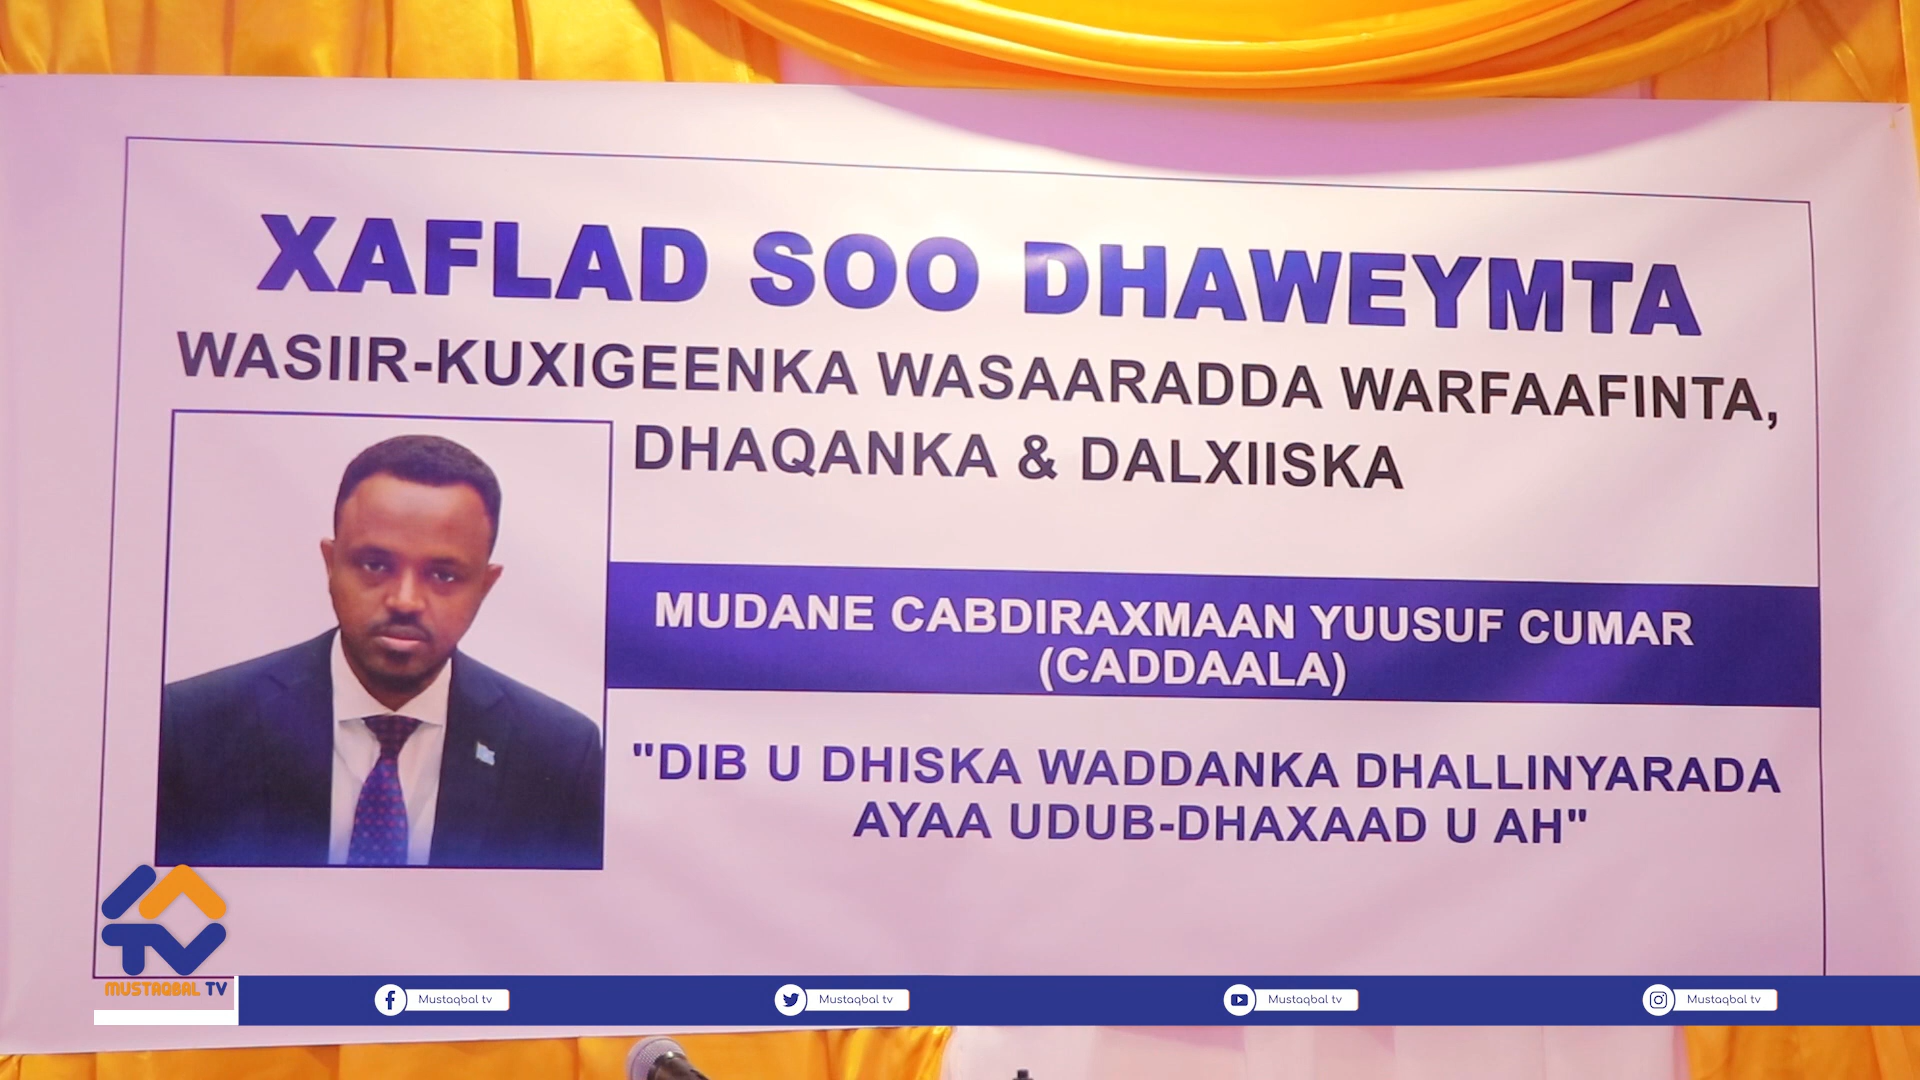 XAFLAD SOO DHAWEYMTA
WASIIR-KUXIGEENKA WASAARADDA WARFAAFINTA,
DHAQANKA & DALXIISKA
MUDANE CABDIRAXMAAN YUUSUF CUMAR
(CADDAALA)
"DIB U DHISKA WADDANKA DHALLINYARADA
AYAA UDUB-DHAXAAD U AH"
TV
MUSTAQBAL TV
Mustaqbal tv
Mustaqbal tv
Mustaqbal tv
Mustaqbal tv